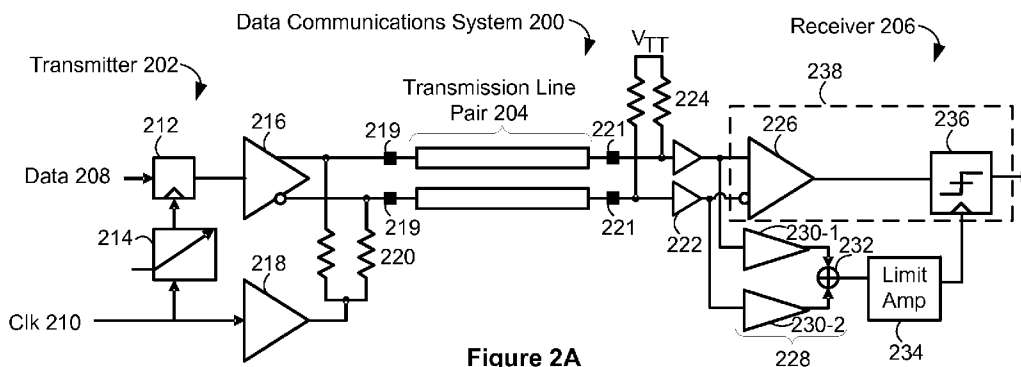 Data Communications System 200
Receiver 206
Transmitter 202
VTT
238
Transmission Line
Pair 204
224
212
216
219
221
226
236
Data 208
214
219
221
222
230-1
232
220
218
Limit
Amp
Clk 210
230-2
234
228
Figure 2A